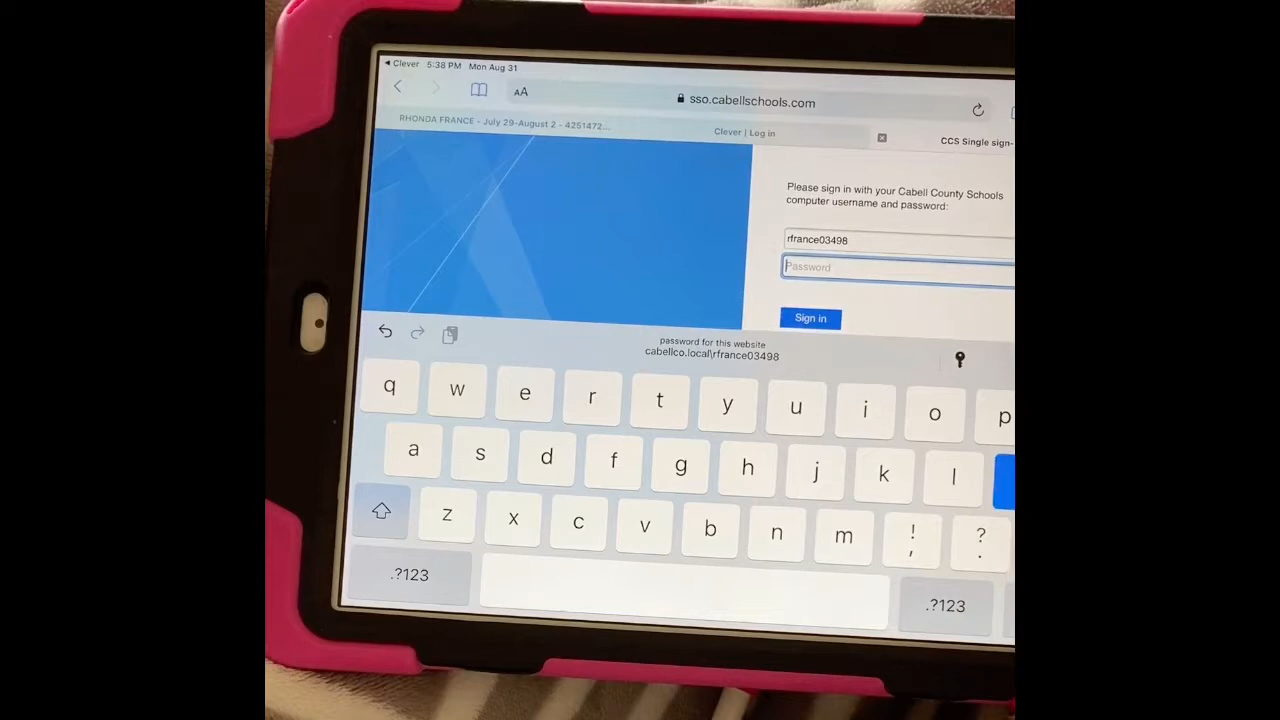 ◀ Clever 5:38 PM Mon Aug 31
AA
sso.cabellschools.com
RHONDA FRANCE - July 29-August 2 - 4251472...
Clever | Log in
CCS Single sign-
Please sign in with your Cabell County Schools
computer username and password:
rfrance03498
Password
Sign in
password for this website
cabellco.local\rfrance03498
q w e r t y u i o p
a s d f g h j k l
z x c v b n m ! , ? .
.?123 .?123